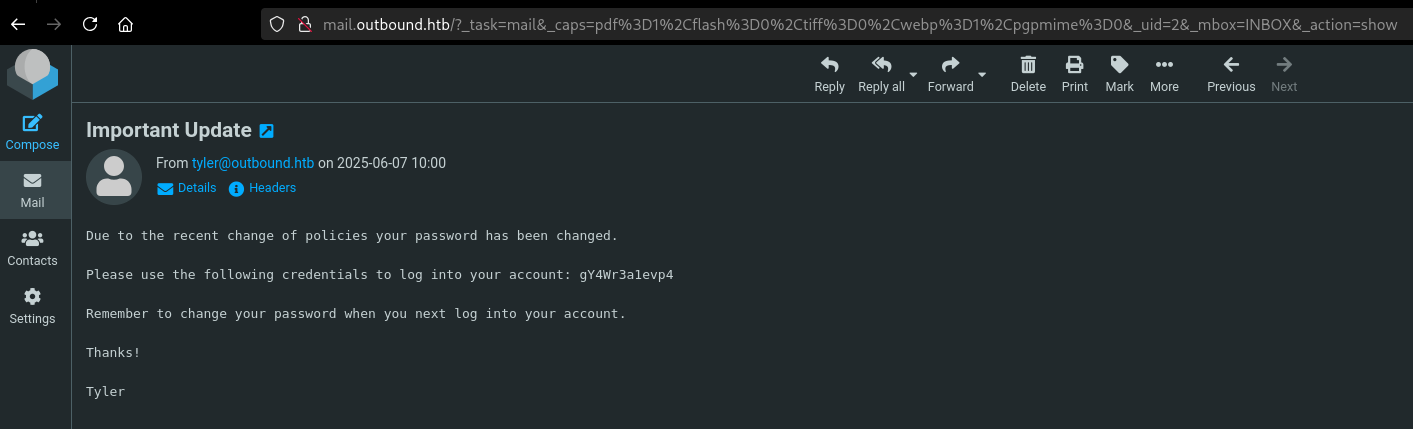 mail.outbound.htb/?_task=mail&_caps=pdf%3D1%2Cflash%3D0%2Ctiff%3D0%2Cwebp%3D1%2Cpgpmime%3D0&_uid=2&_mbox=INBOX&_action=show
Reply Reply all Forward Delete Print Mark More Previous Next
Compose
Mail
Contacts
Settings
Important Update
From tyler@outbound.htb on 2025-06-07 10:00
Details Headers
Due to the recent change of policies your password has been changed.
Please use the following credentials to log into your account: gY4Wr3a1evp4
Remember to change your password when you next log into your account.
Thanks!
Tyler